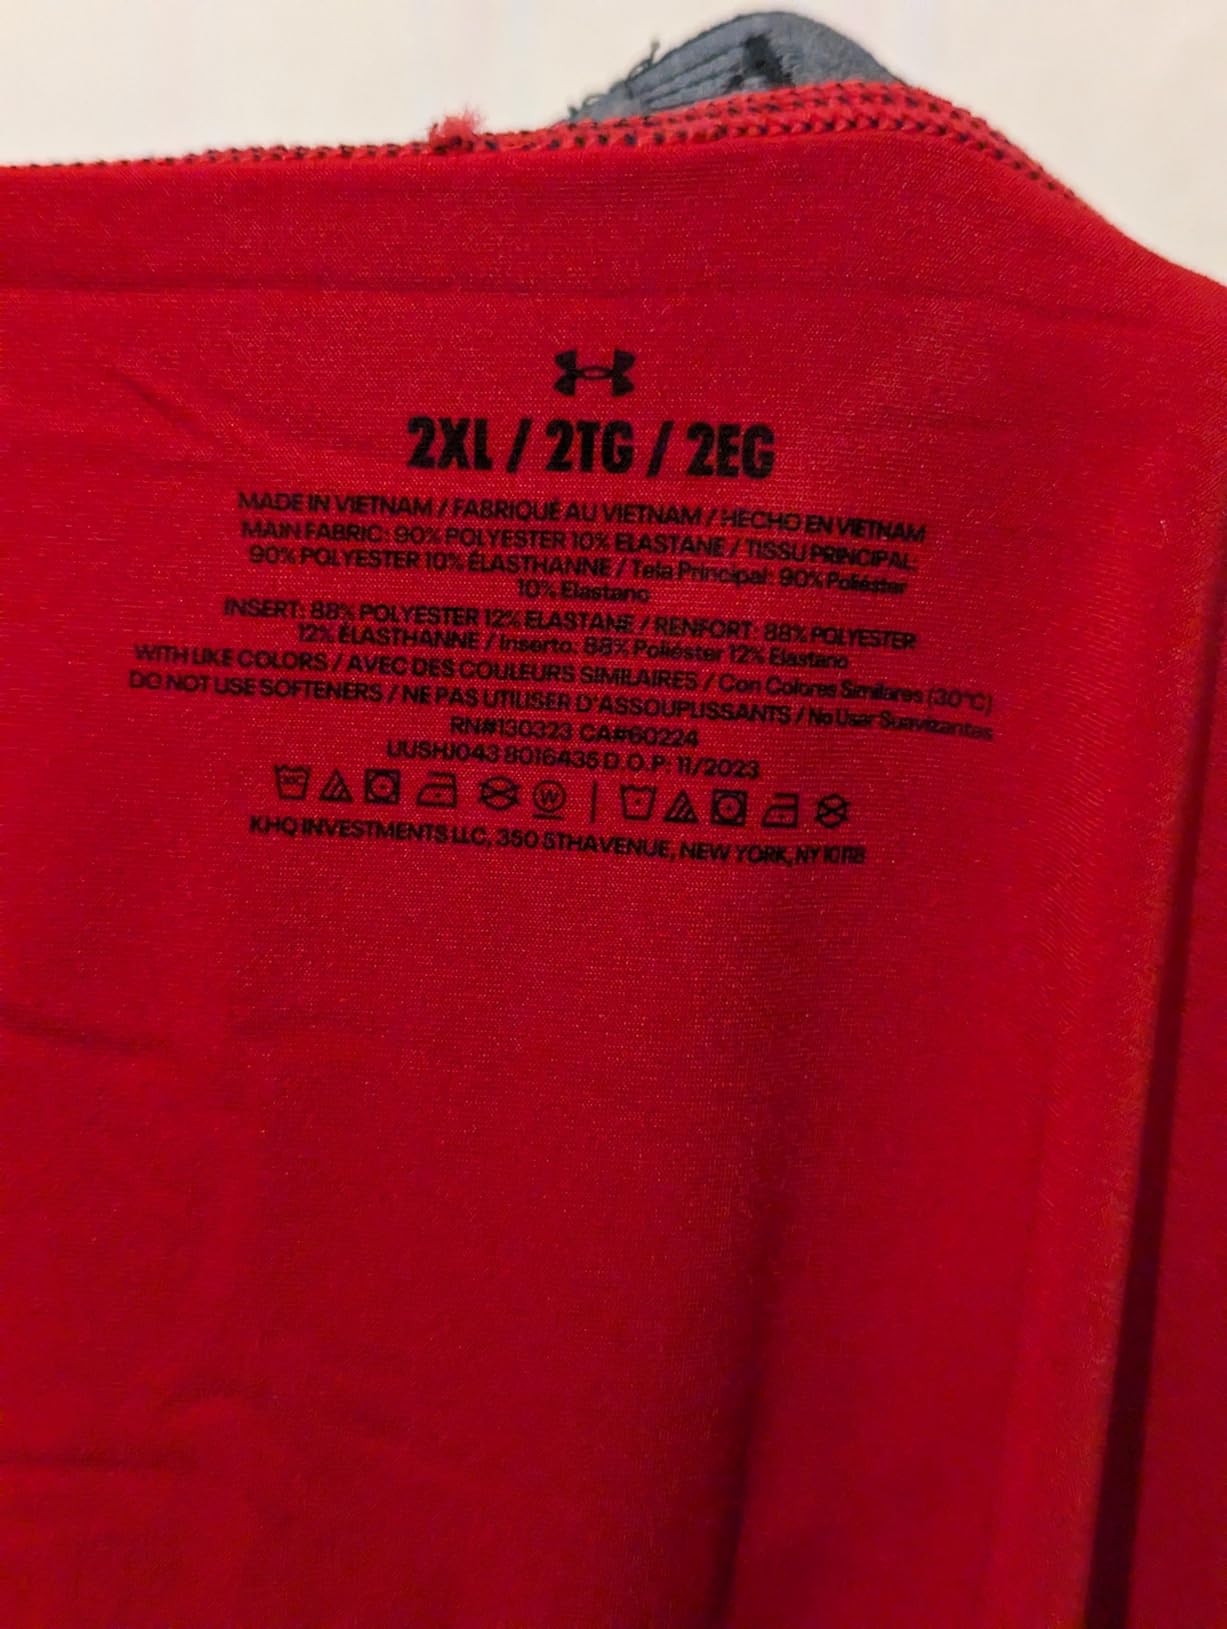 2XL / 2TG / 2EG
MADE IN VIETNAM / FABRIQUÉ AU VIETNAM / HECHO EN VIETNAM
MAIN FABRIC: 90% POLYESTER 10% ELASTANE / TISSU PRINCIPAL:
90% POLYESTER 10% ÉLASTHANNE / Tela Principal: 90% Poliéster
10% Elastano
INSERT: 88% POLYESTER 12% ELASTANE / RENFORT: 88% POLYESTER
12% ÉLASTHANNE / Inserto: 88% Poliéster 12% Elastano
WITH LIKE COLORS / AVEC DES COULEURS SIMILAIRES / Con Colores Similares (30°C)
DO NOT USE SOFTENERS / NE PAS UTILISER D'ASSOUPLISSANTS / No Usar Suavizantes
RN#130323 CA#60224
UUSHJ043 8016435 D.O.P: 11/2023
W
KHQ INVESTMENTS LLC, 350 5THAVENUE, NEW YORK, NY